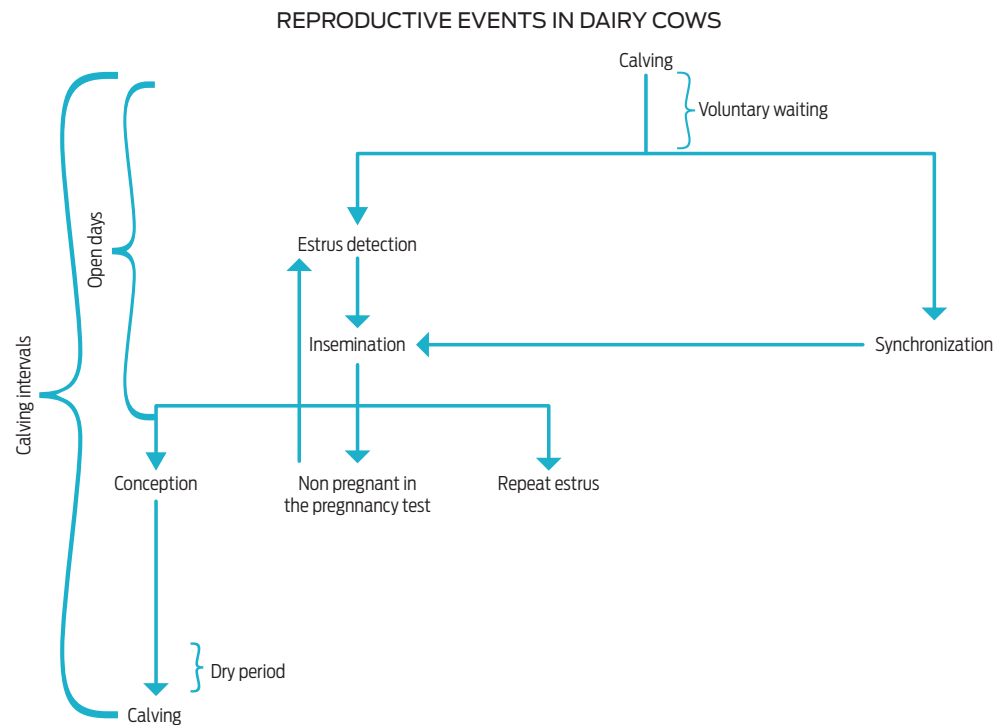 REPRODUCTIVE EVENTS IN DAIRY COWS
Calving
Voluntary waiting
Open days
Estrus detection
Insemination
Synchronization
Calving intervals
Conception
Non pregnant in
the pregnnancy test
Repeat estrus
Dry period
Calving